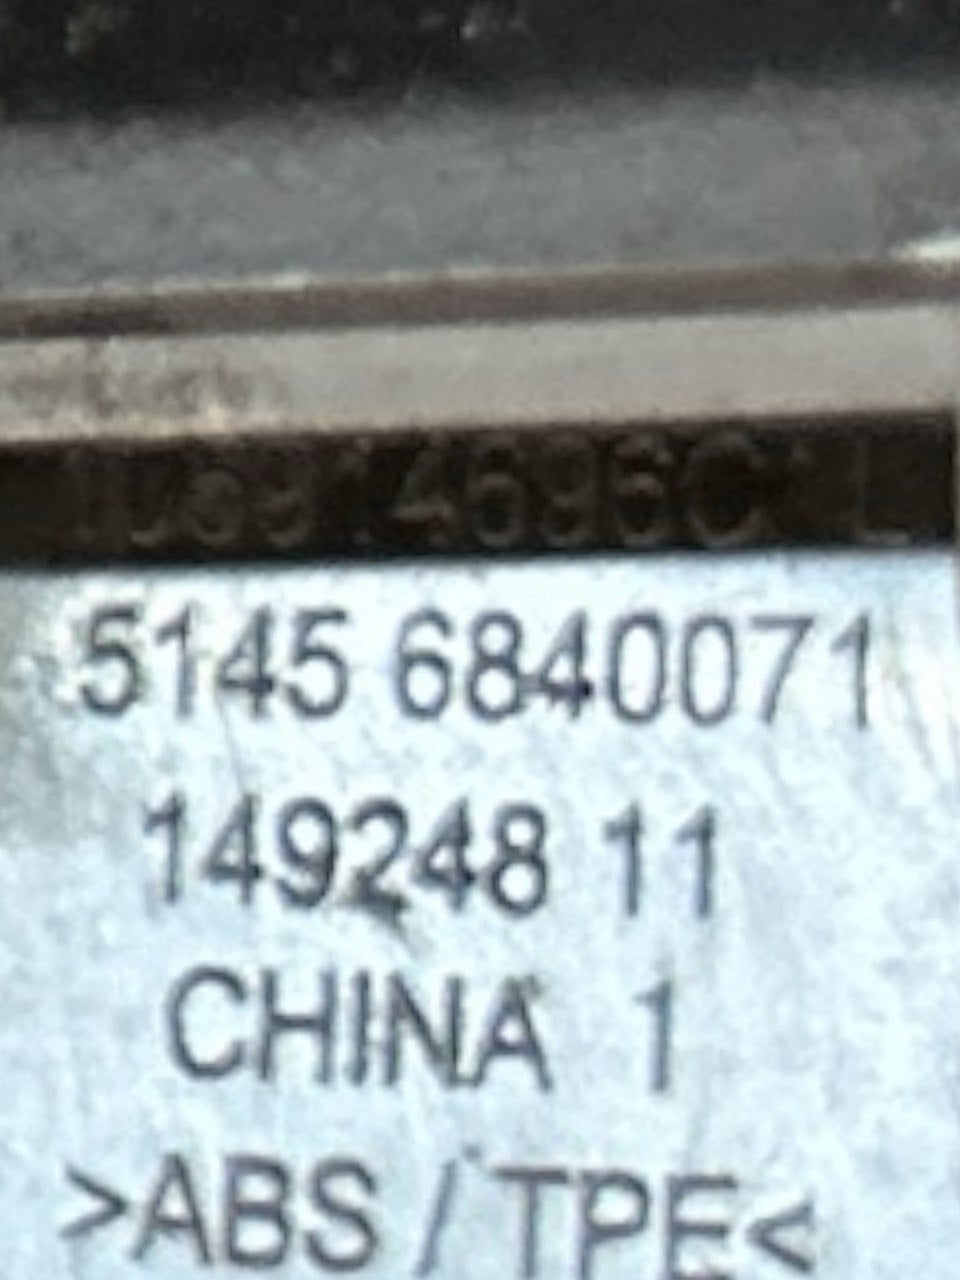 5145 6840071
149248 11
CHINA 1
>ABS / TPE<